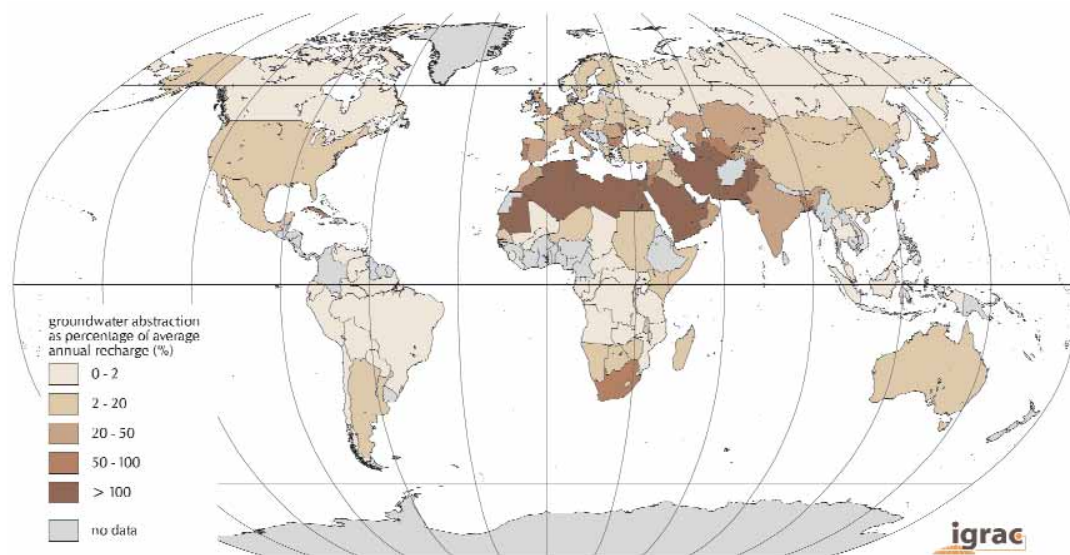 groundwater abstraction
as percentage of average
annual recharge (%)
0 - 2
2 - 20
20 - 50
50 - 100
> 100
no data
igrac